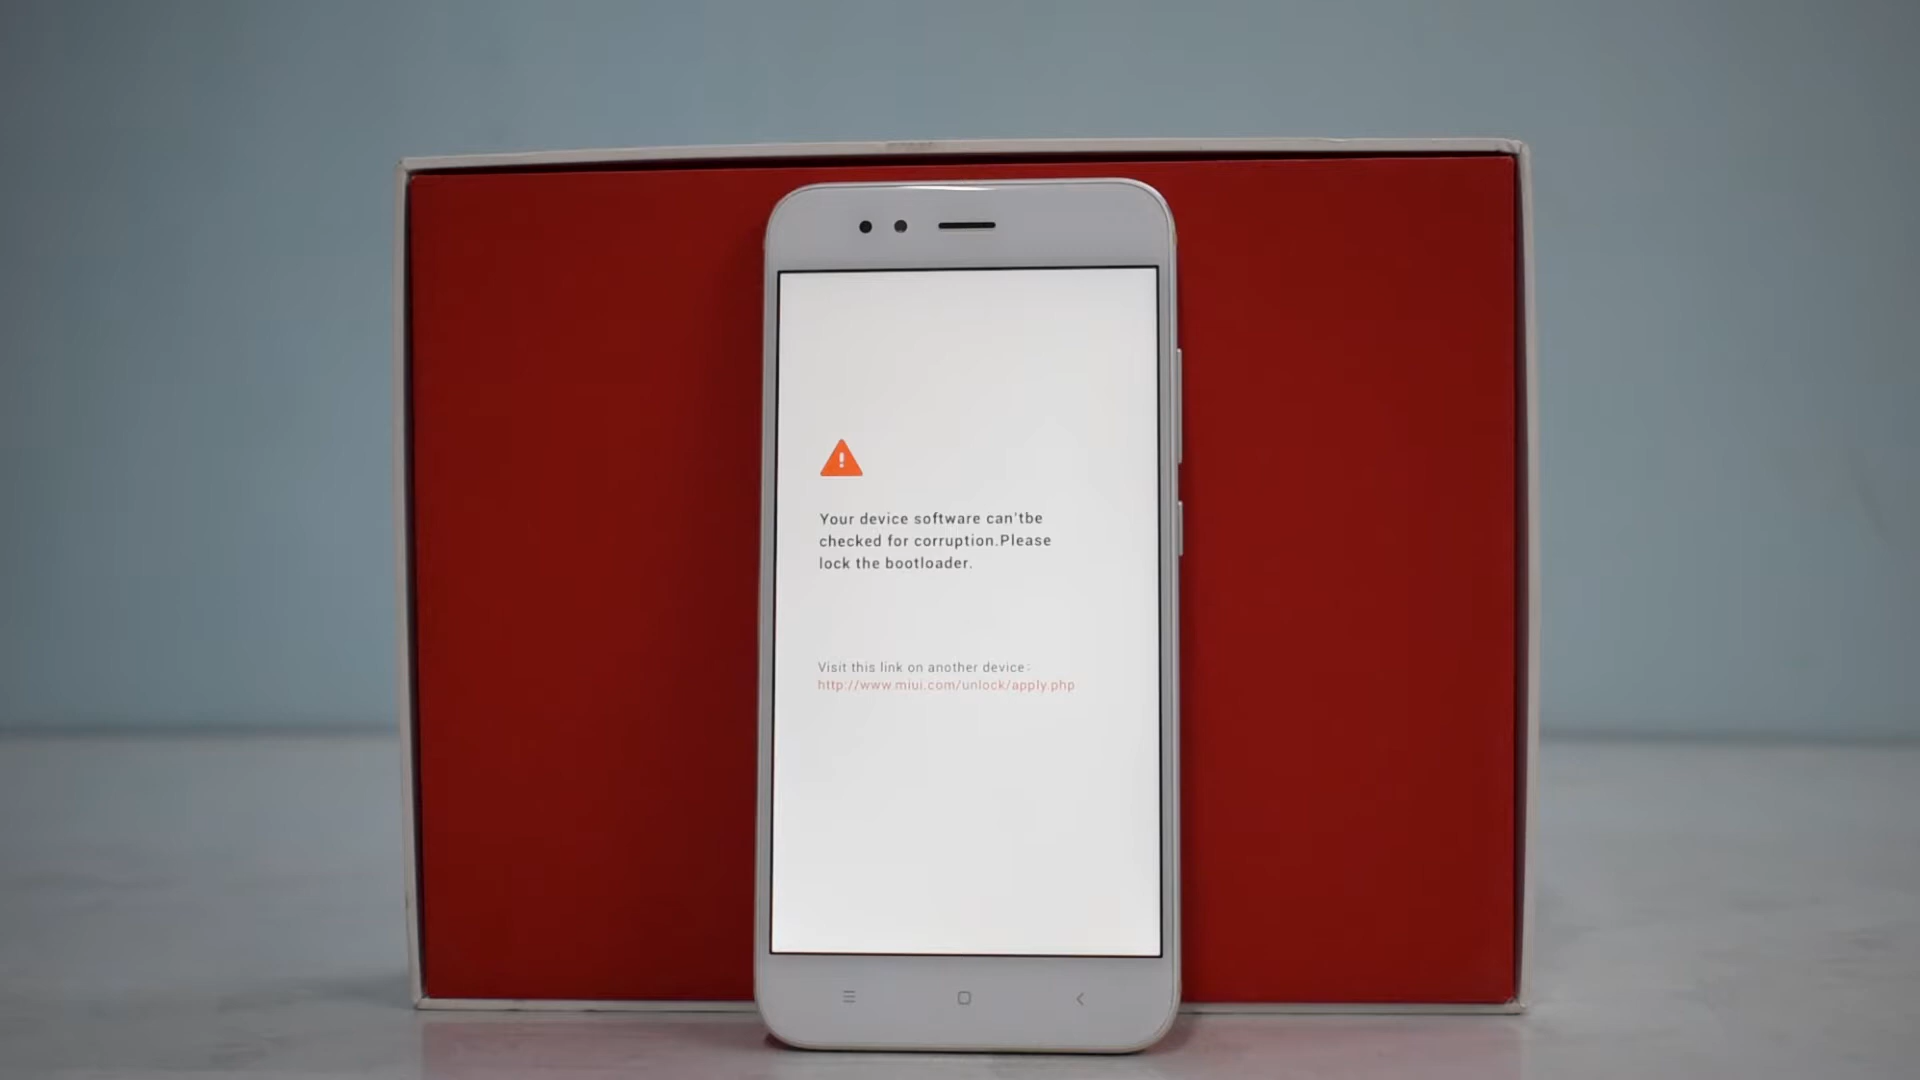 Your device software can'tbe
checked for corruption.Please
lock the bootloader.
Visit this link on another device:
http://www.miui.com/unlock/apply.php